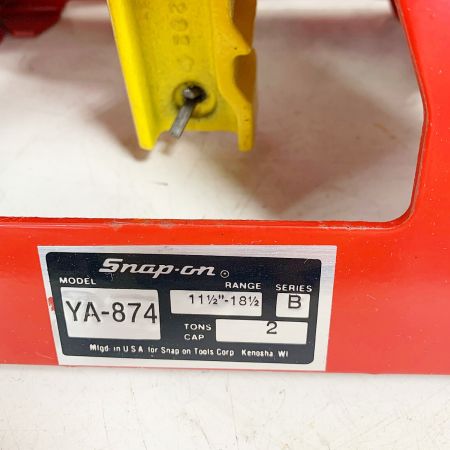 Snap-on
MODEL RANGE SERIES
YA-874 11½"-18½ B
TONS CAP 2
Mfgd. in U S A for Snap on Tools Corp Kenosha, WI